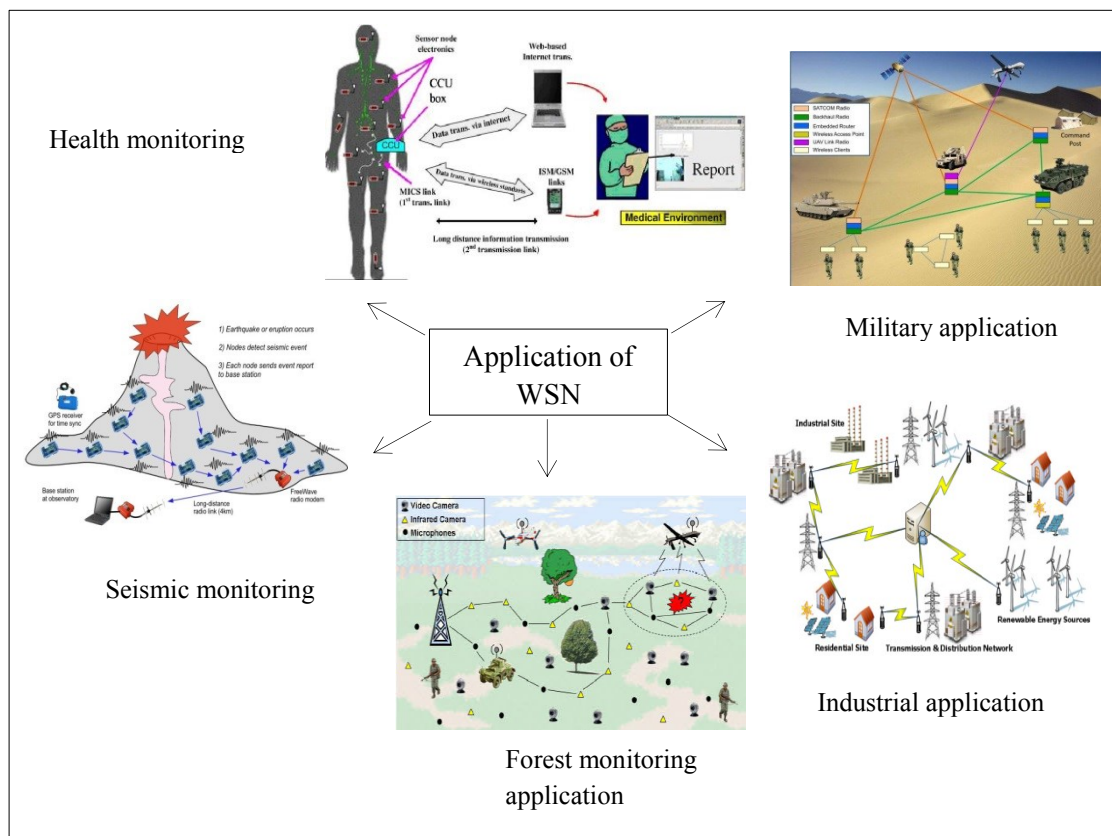 Health monitoring
Sensor node
electronics
CCU
box
CCU
MICS link
(1st trans. link)
Web-based
Internet trans.
Data trans. via internet
Data trans. via wireless standards
ISM/GSM
links
Long distance information transmission
(2nd transmission link)
Report
Medical Environment
SATCOM Radio
Backhaul Radio
Embedded Router
Wireless Access Point
UAV Link Radio
Wireless Clients
Command
Post
Military application
Application of
WSN
1) Earthquake or eruption occurs
2) Nodes detect seismic event
3) Each node sends event report
to base station
GPS receiver
for time sync
Base station
at observatory
Long-distance
radio link (4km)
FreeWave
radio modem
Seismic monitoring
Video Camera
Infrared Camera
Microphones
?
Forest monitoring
application
Industrial Site
Renewable Energy Sources
Residential Site
Transmission & Distribution Network
Industrial application